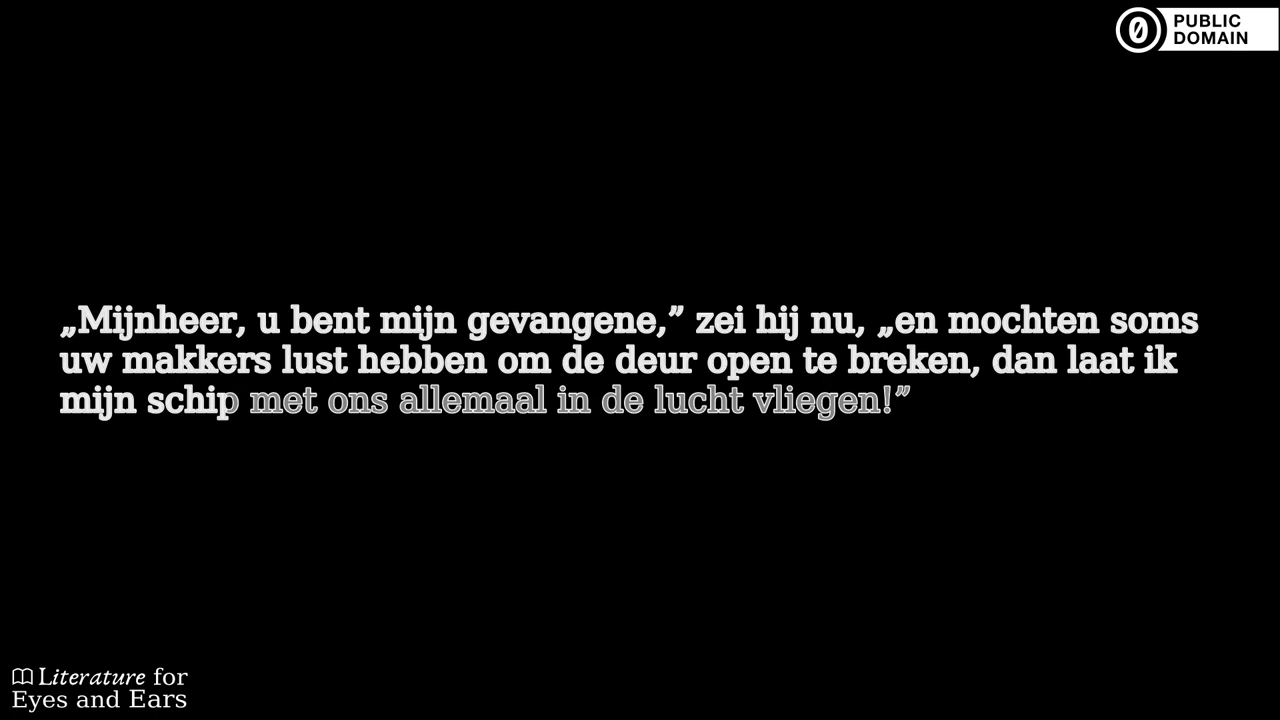 PUBLIC
DOMAIN
„Mijnheer, u bent mijn gevangene,” zei hij nu, „en mochten soms
uw makkers lust hebben om de deur open te breken, dan laat ik
mijn schip met ons allemaal in de lucht vliegen!”
Literature for
Eyes and Ears